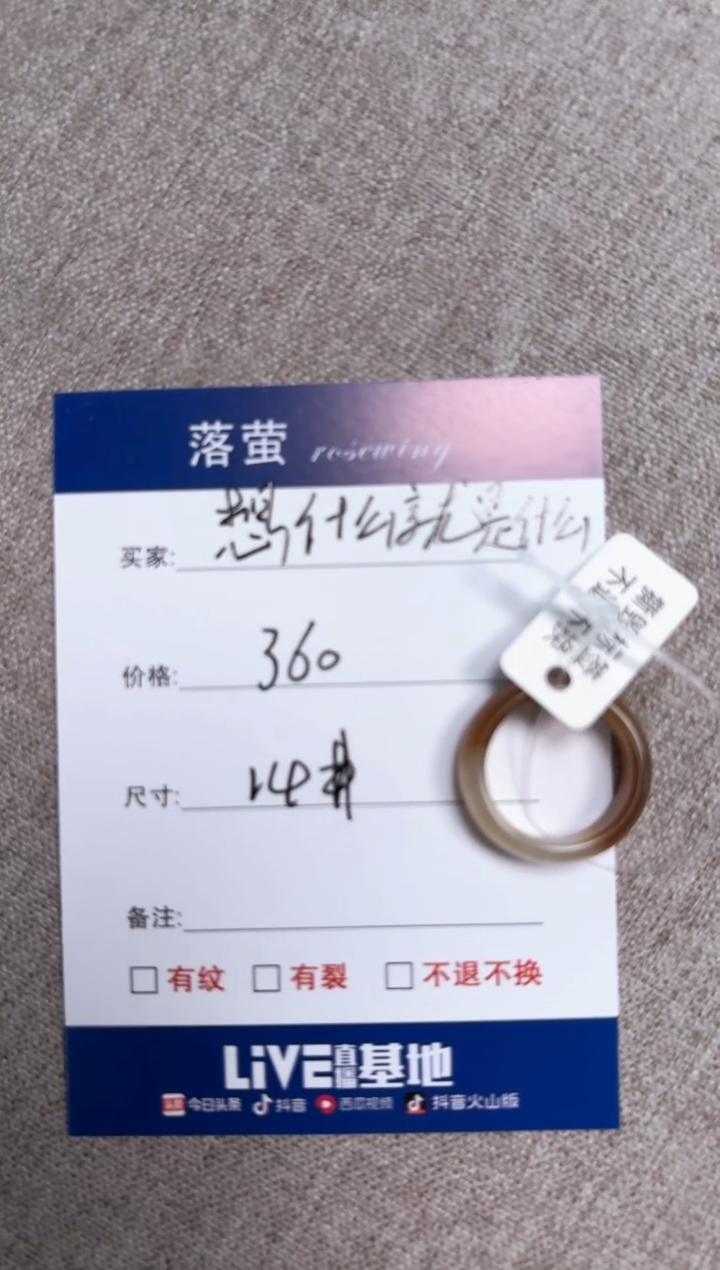 落萤 rosewing
买家: 想什么就是什么
价格: 360
尺寸: 14#
备注:
有纹 有裂 不退不换
LiVE直播基地
今日头条 抖音 西瓜视频 抖音火山版